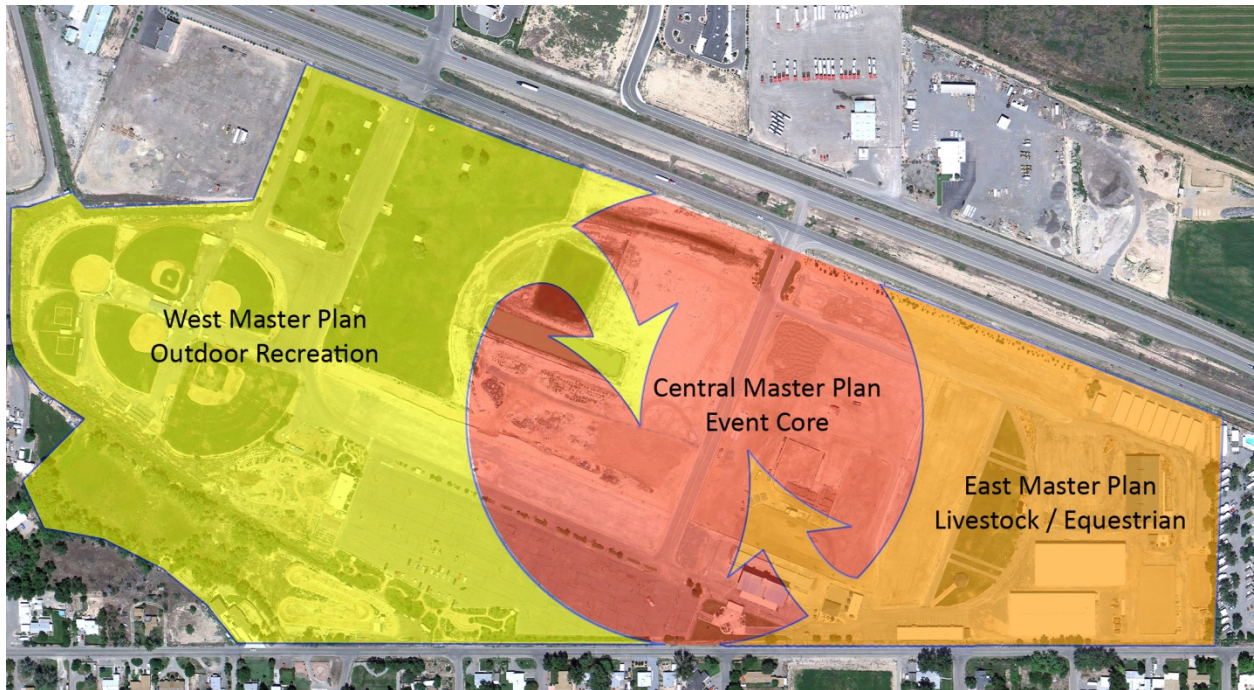 West Master Plan
Outdoor Recreation
Central Master Plan
Event Core
East Master Plan
Livestock / Equestrian